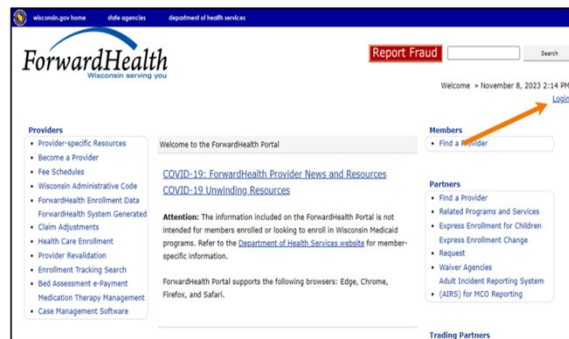 wisconsin.gov home state agencies department of health services
ForwardHealth
Wisconsin serving you
Report Fraud
Search
Welcome » November 8, 2023 2:14 PM
Login
Providers
• Provider-specific Resources
• Become a Provider
• Fee Schedules
• Wisconsin Administrative Code
• ForwardHealth Enrollment Data
ForwardHealth System Generated
• Claim Adjustments
• Health Care Enrollment
• Provider Revalidation
• Enrollment Tracking Search
• Bed Assessment e-Payment
Medication Therapy Management
• Case Management Software
Welcome to the ForwardHealth Portal
COVID-19: ForwardHealth Provider News and Resources
COVID-19 Unwinding Resources
Attention: The information included on the ForwardHealth Portal is not
intended for members enrolled or looking to enroll in Wisconsin Medicaid
programs. Refer to the Department of Health Services website for member-
specific information.
ForwardHealth Portal supports the following browsers: Edge, Chrome,
Firefox, and Safari.
Members
• Find a Provider
Partners
• Find a Provider
• Related Programs and Services
• Express Enrollment for Children
Express Enrollment Change
• Request
• Waiver Agencies
Adult Incident Reporting System
• (AIRS) for MCO Reporting
Trading Partners